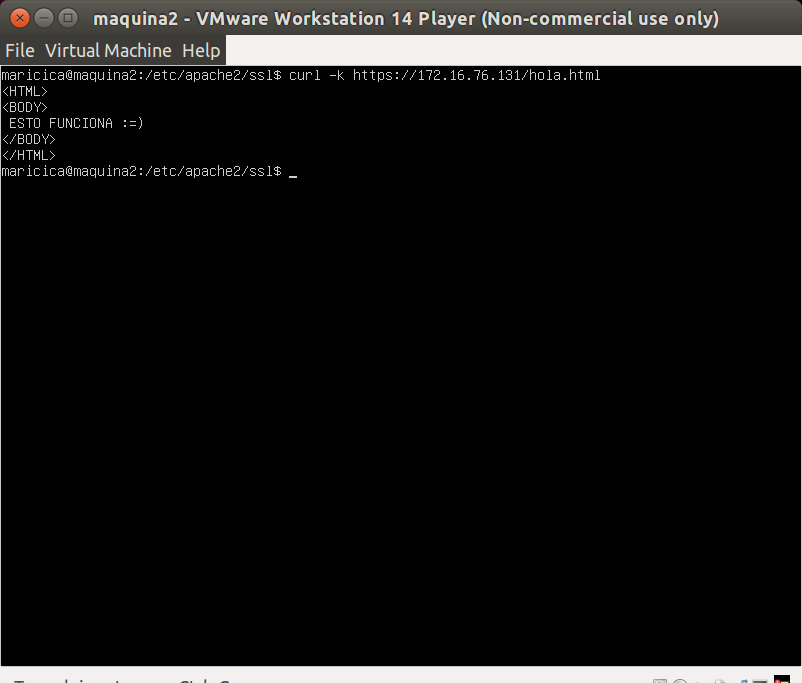 maquina2 - VMware Workstation 14 Player (Non-commercial use only)
File Virtual Machine Help
maricica@maquina2:/etc/apache2/ssl$ curl -k https://172.16.76.131/hola.html
<HTML>
<BODY>
 ESTO FUNCIONA :=)
</BODY>
</HTML>
maricica@maquina2:/etc/apache2/ssl$ _